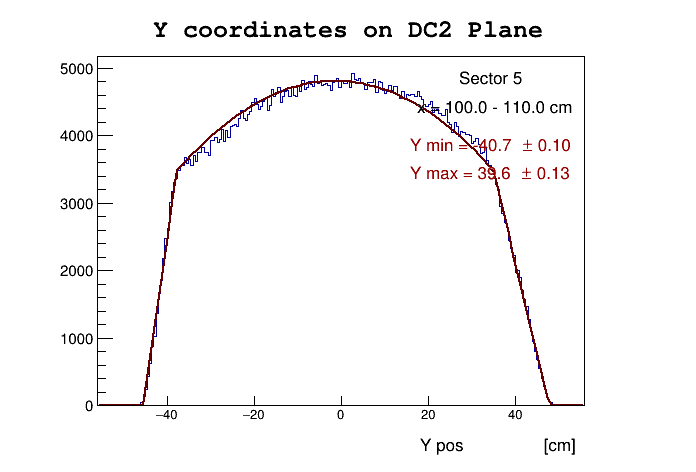 Y coordinates on DC2 Plane
5000
4000
3000
2000
1000
0
Sector 5
x = 100.0 - 110.0 cm
Y min = -40.7 ± 0.10
Y max = 39.6 ± 0.13
−40 −20 0 20 40
Y pos [cm]